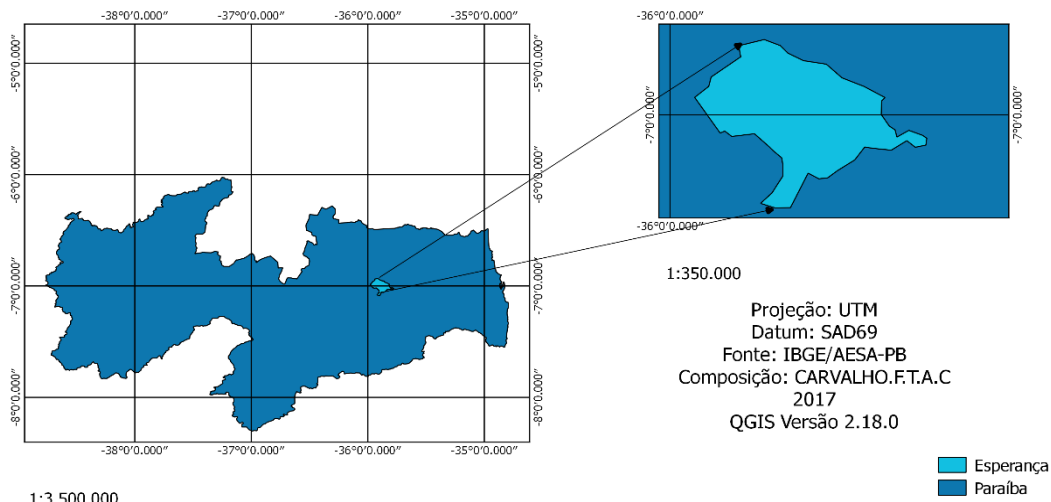 -38°0′0.000″ -37°0′0.000″ -36°0′0.000″ -35°0′0.000″
-5°0′0.000″ -5°0′0.000″
-6°0′0.000″ -6°0′0.000″
-7°0′0.000″ -7°0′0.000″
-8°0′0.000″ -8°0′0.000″
-38°0′0.000″ -37°0′0.000″ -36°0′0.000″ -35°0′0.000″
1:3.500.000
-36°0′0.000″
-7°0′0.000″ -7°0′0.000″
-36°0′0.000″
1:350.000
Projeção: UTM
Datum: SAD69
Fonte: IBGE/AESA-PB
Composição: CARVALHO.F.T.A.C
2017
QGIS Versão 2.18.0
Esperança
Paraíba